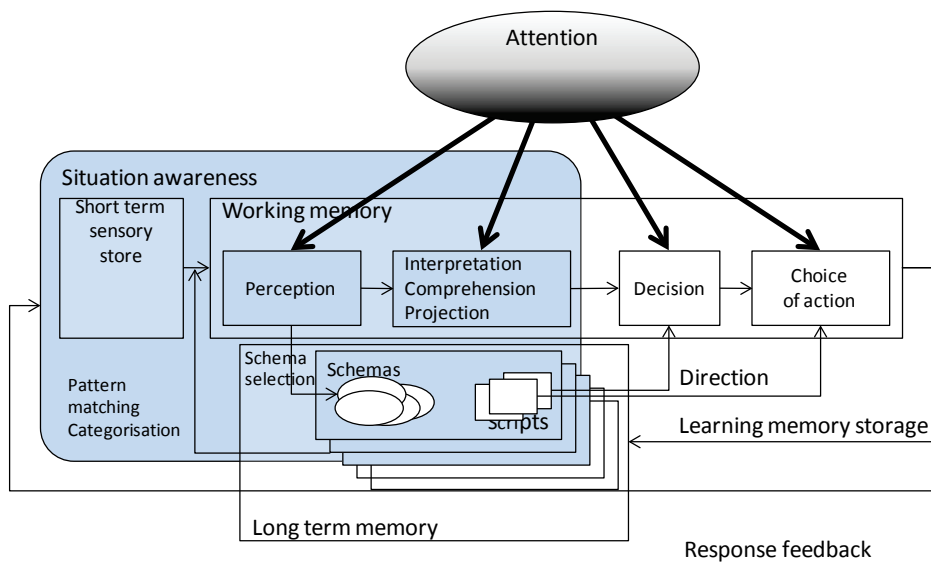 Attention
Situation awareness
Short term
sensory
store
Working memory
Perception
Interpretation
Comprehension
Projection
Decision
Choice
of action
Schema
selection
Schemas
Scripts
Direction
Pattern
matching
Categorisation
Learning memory storage
Long term memory
Response feedback